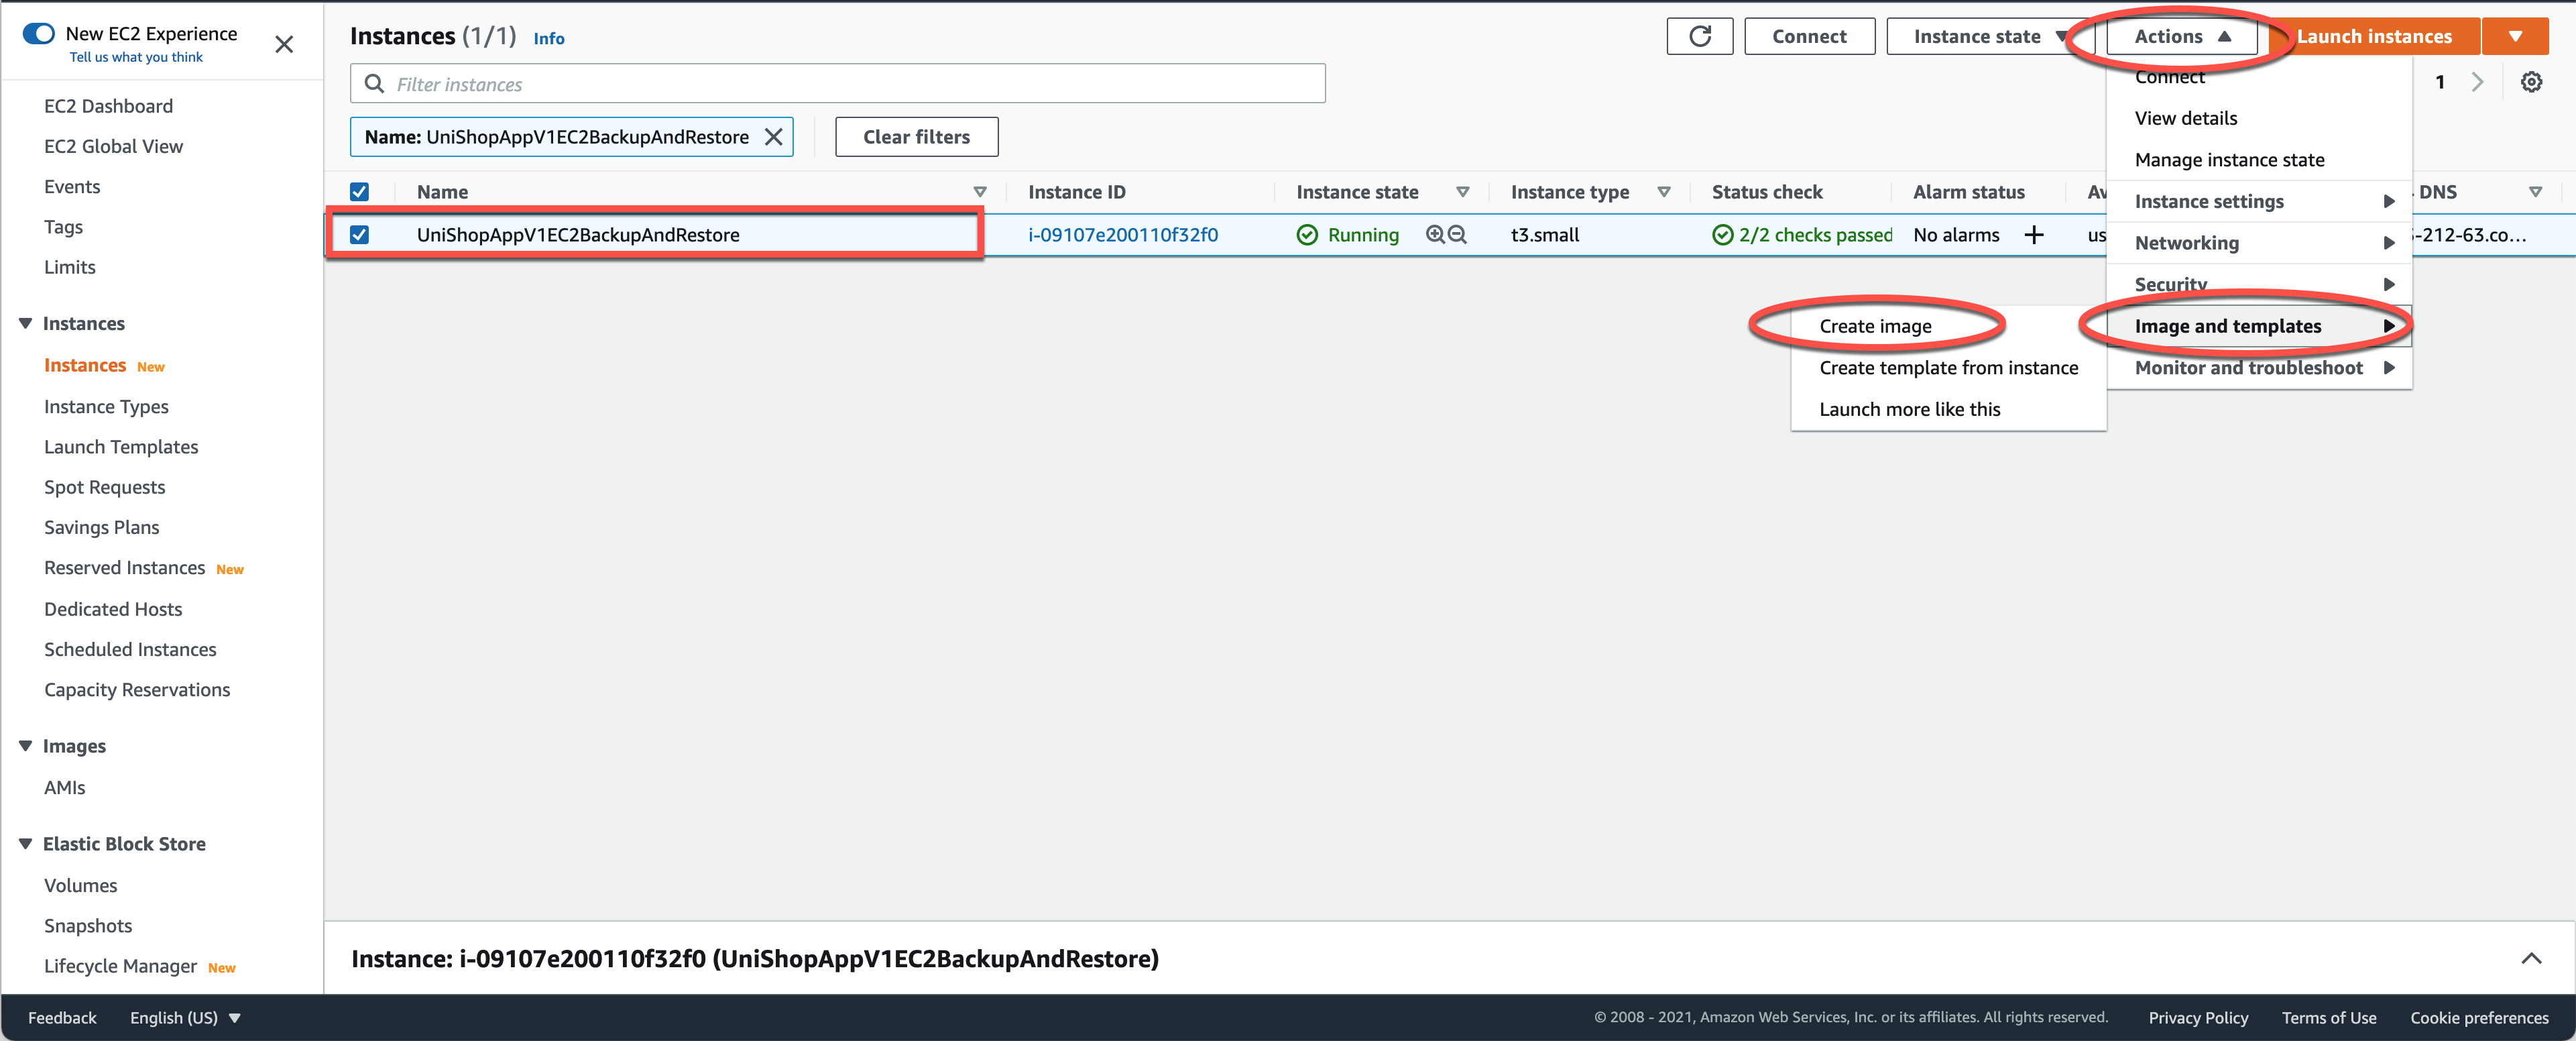 New EC2 Experience
Tell us what you think
EC2 Dashboard
EC2 Global View
Events
Tags
Limits
Instances
Instances New
Instance Types
Launch Templates
Spot Requests
Savings Plans
Reserved Instances New
Dedicated Hosts
Scheduled Instances
Capacity Reservations
Images
AMIs
Elastic Block Store
Volumes
Snapshots
Lifecycle Manager New
Instances (1/1) Info
Connect
Instance state
Actions
Launch instances
Filter instances
1
Name: UniShopAppV1EC2BackupAndRestore
Clear filters
Name Instance ID Instance state Instance type Status check Alarm status Av DNS
UniShopAppV1EC2BackupAndRestore i-09107e200110f32f0 Running t3.small 2/2 checks passed No alarms us -212-63.co...
Connect
View details
Manage instance state
Instance settings
Networking
Security
Image and templates
Monitor and troubleshoot
Create image
Create template from instance
Launch more like this
Instance: i-09107e200110f32f0 (UniShopAppV1EC2BackupAndRestore)
Feedback English (US) © 2008 - 2021, Amazon Web Services, Inc. or its affiliates. All rights reserved. Privacy Policy Terms of Use Cookie preferences